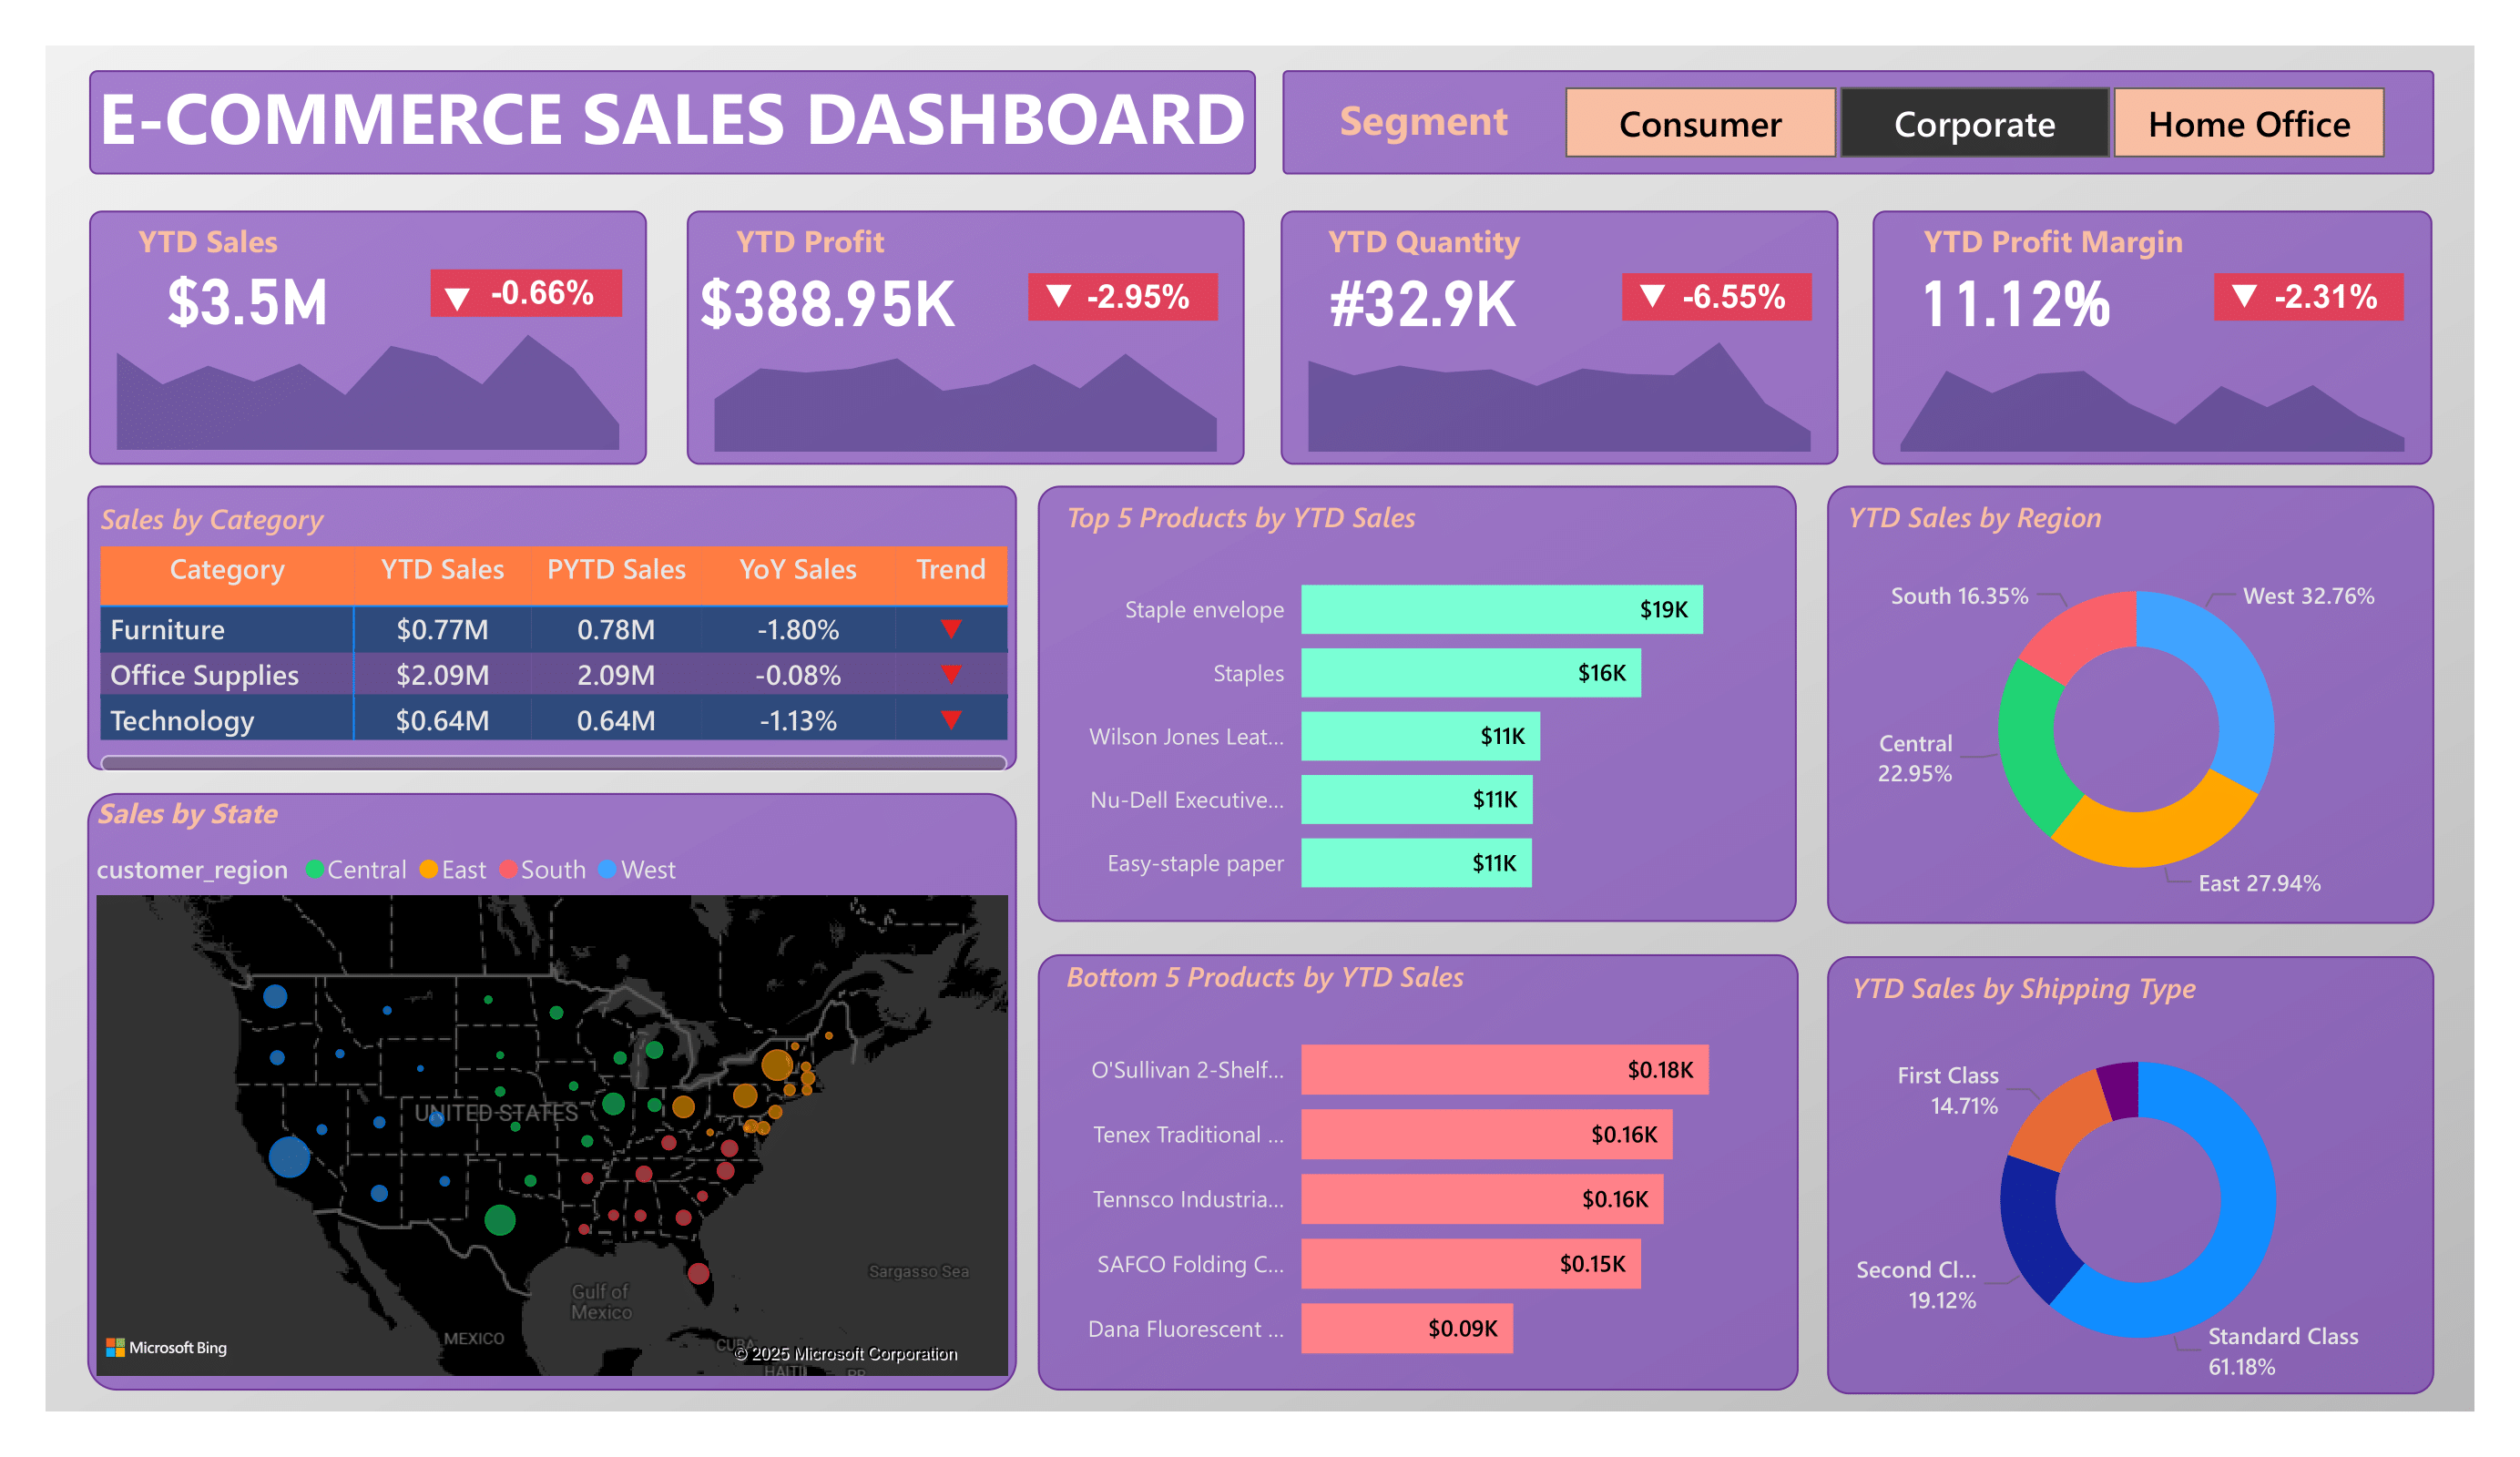 E-COMMERCE SALES DASHBOARD
Segment
Consumer
Corporate
Home Office
YTD Sales
$3.5M
▼ -0.66%
YTD Profit
$388.95K
▼ -2.95%
YTD Quantity
#32.9K
▼ -6.55%
YTD Profit Margin
11.12%
▼ -2.31%
Sales by Category
Category YTD Sales PYTD Sales YoY Sales Trend
Furniture $0.77M 0.78M -1.80% ▼
Office Supplies $2.09M 2.09M -0.08% ▼
Technology $0.64M 0.64M -1.13% ▼
Sales by State
customer_region Central East South West
UNITED STATES
Sargasso Sea
Gulf of
Mexico
MEXICO
CUBA
HAITI
PR
Microsoft Bing
© 2025 Microsoft Corporation
Top 5 Products by YTD Sales
Staple envelope $19K
Staples $16K
Wilson Jones Leat... $11K
Nu-Dell Executive... $11K
Easy-staple paper $11K
Bottom 5 Products by YTD Sales
O'Sullivan 2-Shelf... $0.18K
Tenex Traditional ... $0.16K
Tennsco Industria... $0.16K
SAFCO Folding C... $0.15K
Dana Fluorescent ... $0.09K
YTD Sales by Region
South 16.35%
West 32.76%
Central
22.95%
East 27.94%
YTD Sales by Shipping Type
First Class
14.71%
Second Cl...
19.12%
Standard Class
61.18%